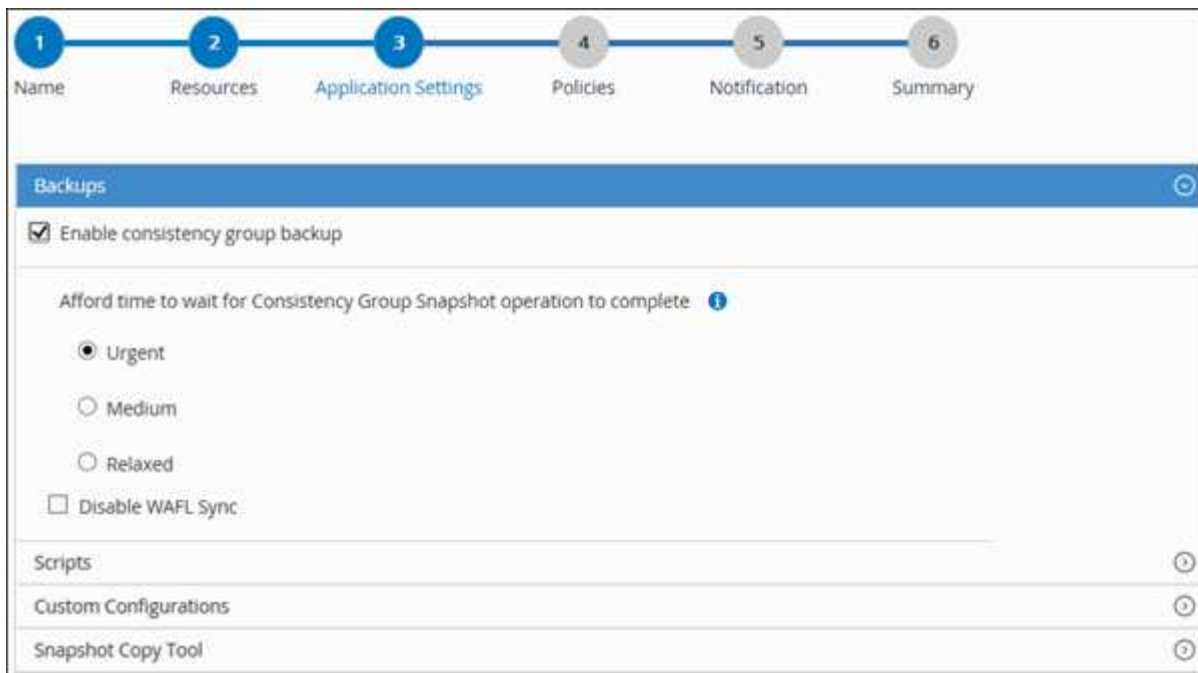 1 2 3 4 5 6
Name Resources Application Settings Policies Notification Summary
Backups
Enable consistency group backup
Afford time to wait for Consistency Group Snapshot operation to complete
Urgent
Medium
Relaxed
Disable WAFL Sync
Scripts
Custom Configurations
Snapshot Copy Tool